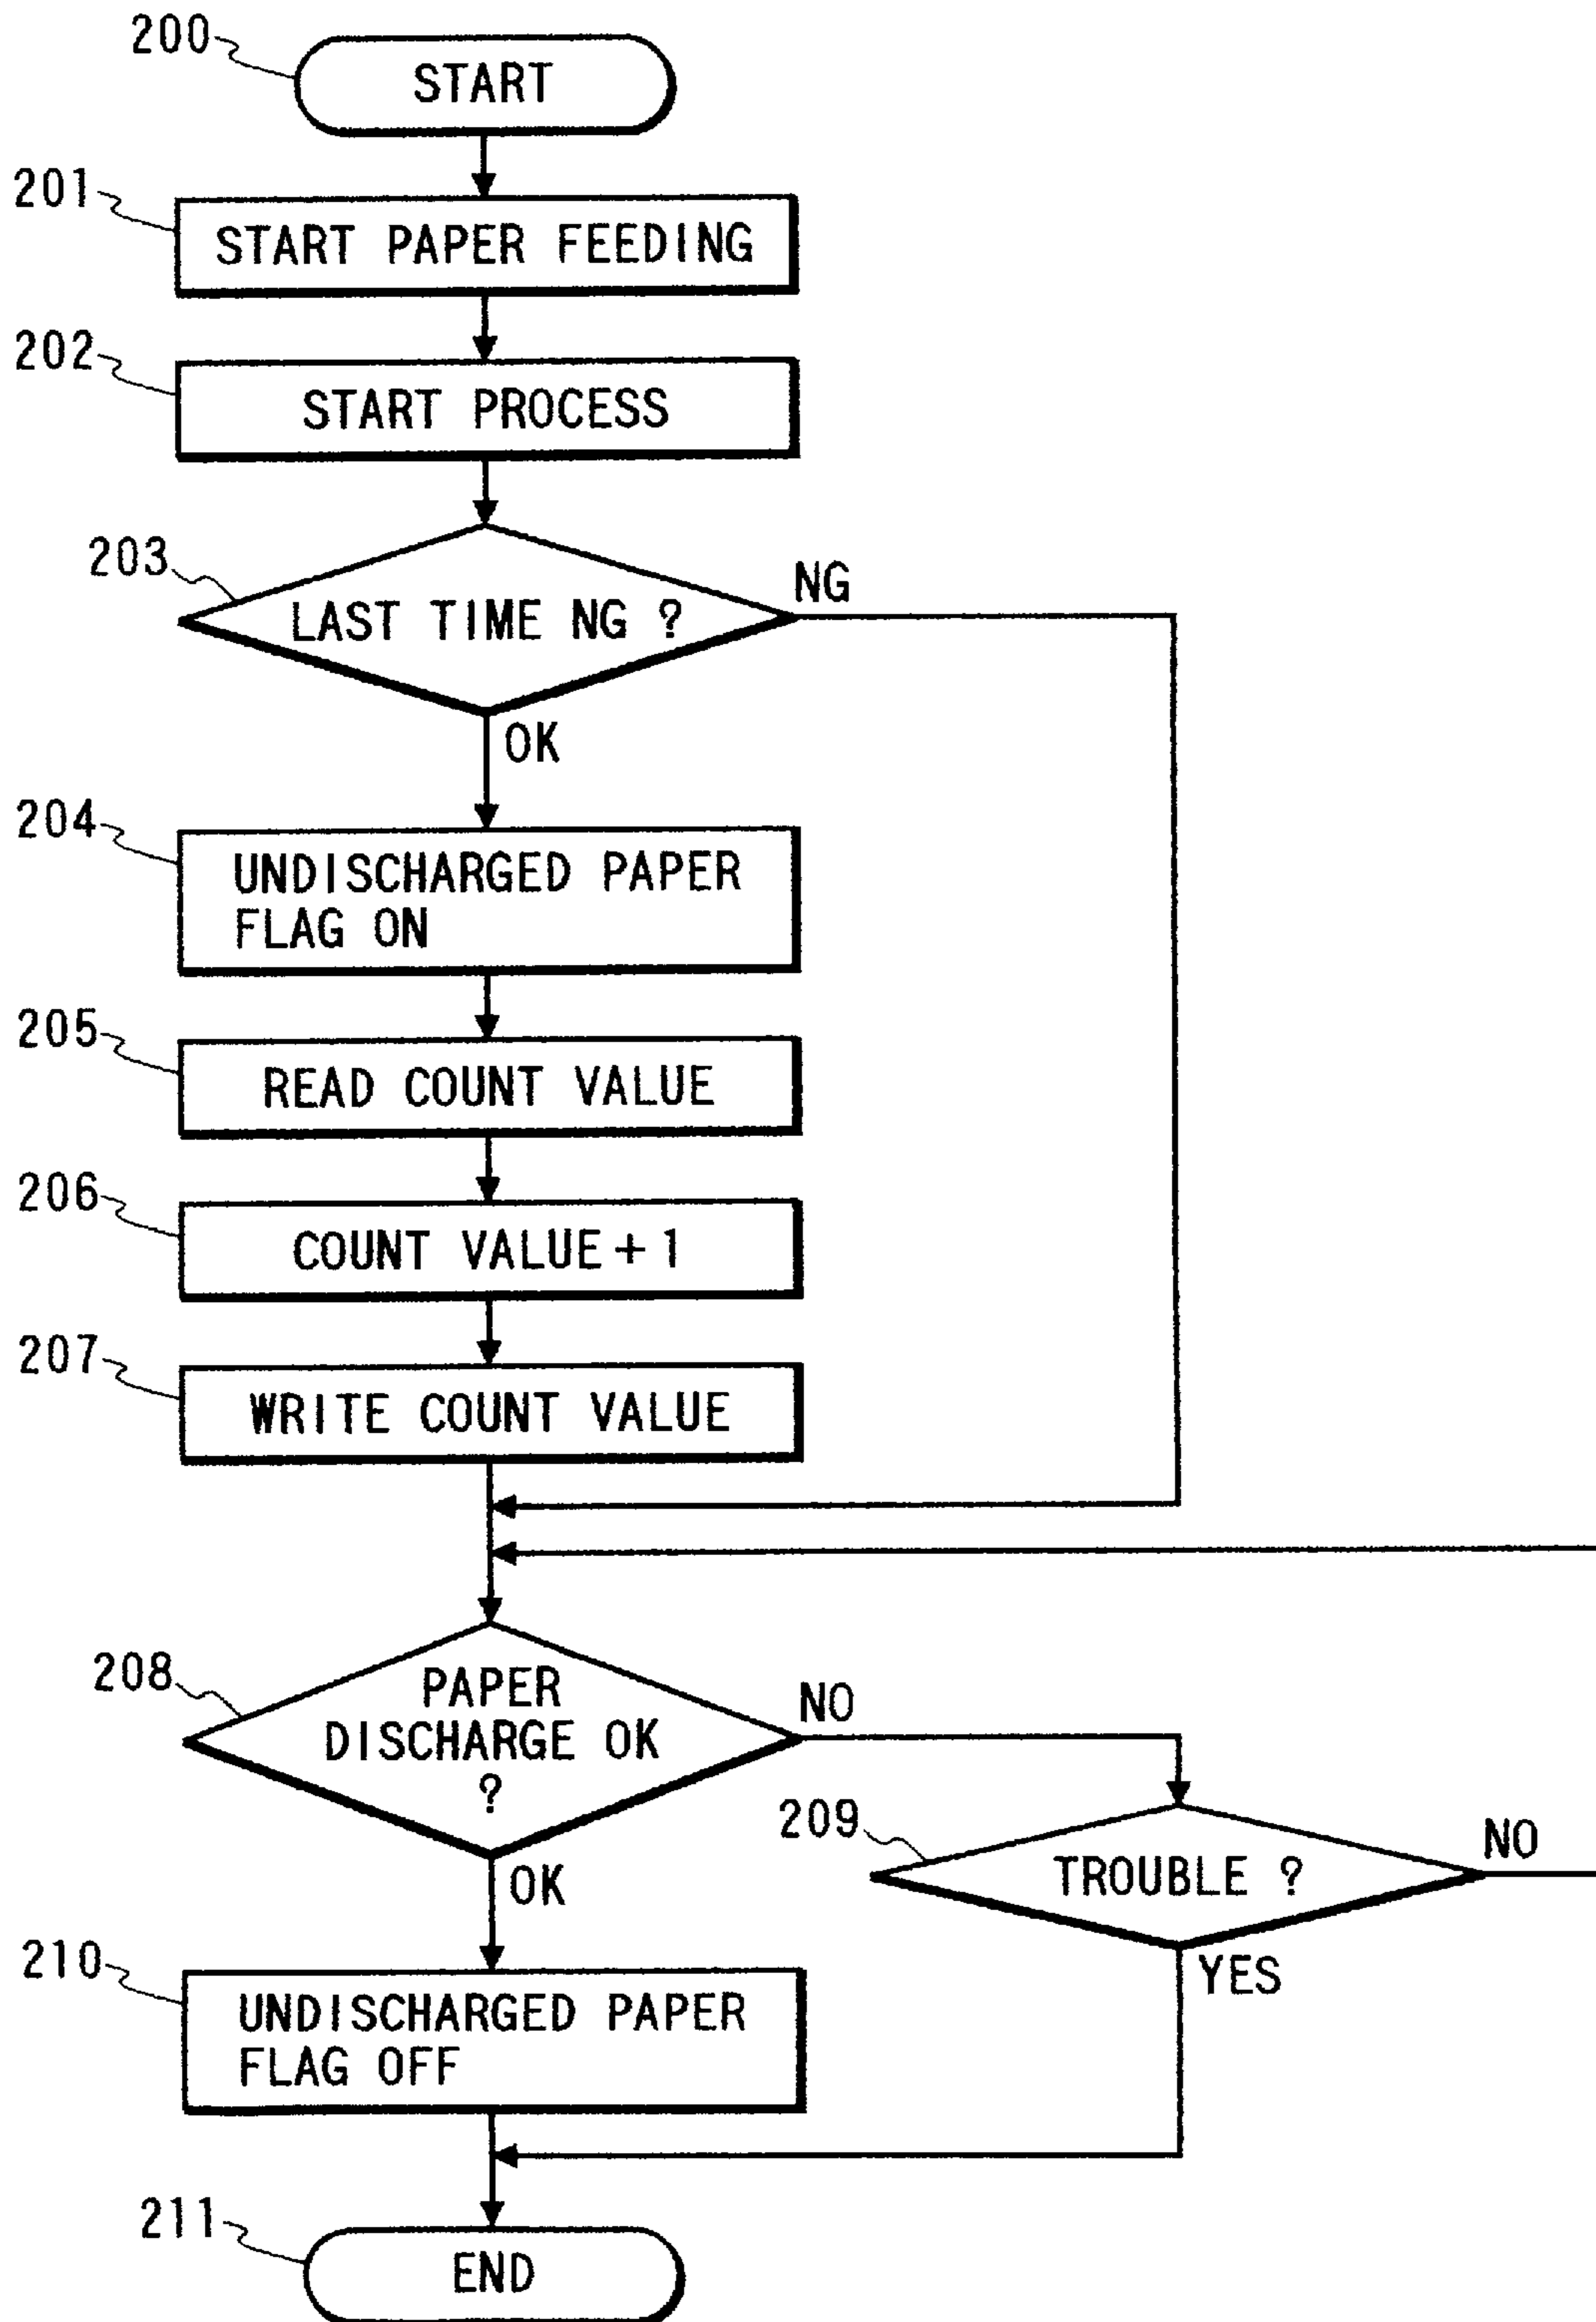 200
START
201
START PAPER FEEDING
202
START PROCESS
203
LAST TIME NG ?
NG
OK
204
UNDISCHARGED PAPER
FLAG ON
205
READ COUNT VALUE
206
COUNT VALUE + 1
207
WRITE COUNT VALUE
208
PAPER
DISCHARGE OK
?
NO
OK
209
TROUBLE ?
NO
YES
210
UNDISCHARGED PAPER
FLAG OFF
211
END